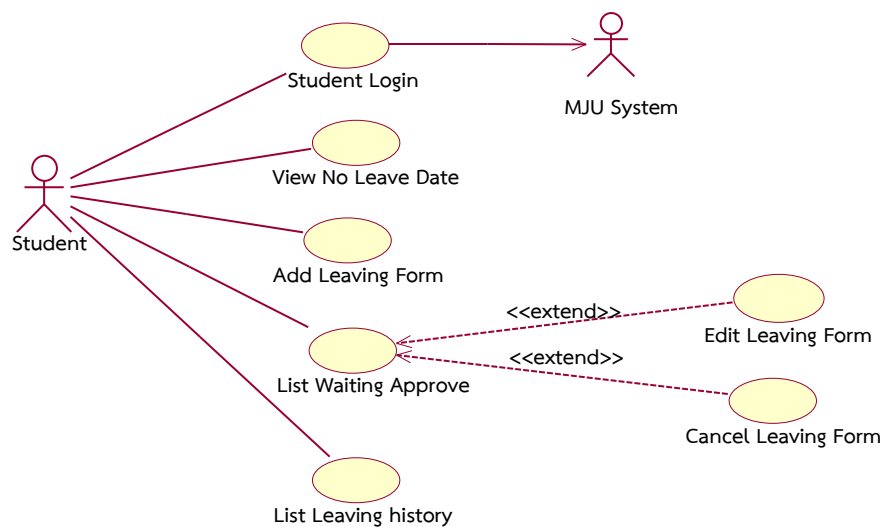 Student Login
MJU System
View No Leave Date
Student
Add Leaving Form
<<extend>>
Edit Leaving Form
<<extend>>
List Waiting Approve
Cancel Leaving Form
List Leaving history